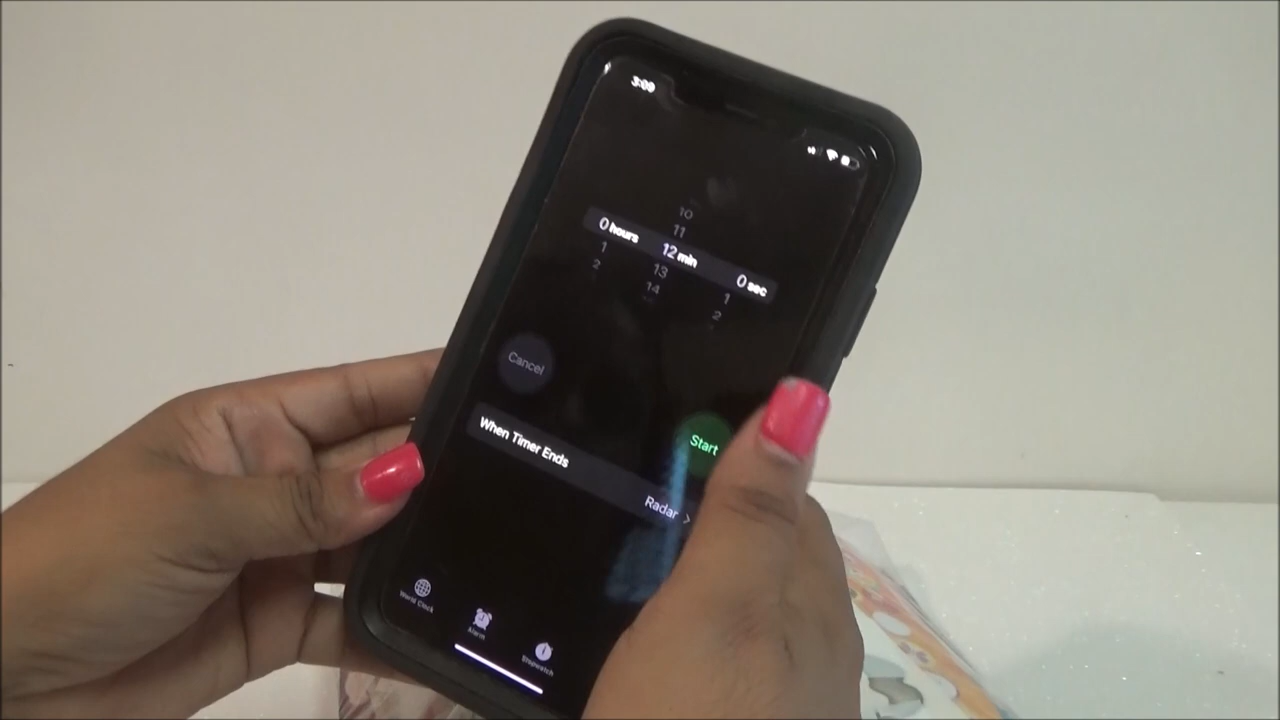 3:09
10
11
0 hours 12 min 0 sec
1 13 1
2 14 2
Cancel
Start
When Timer Ends
Radar >
World Clock
Alarm
Stopwatch